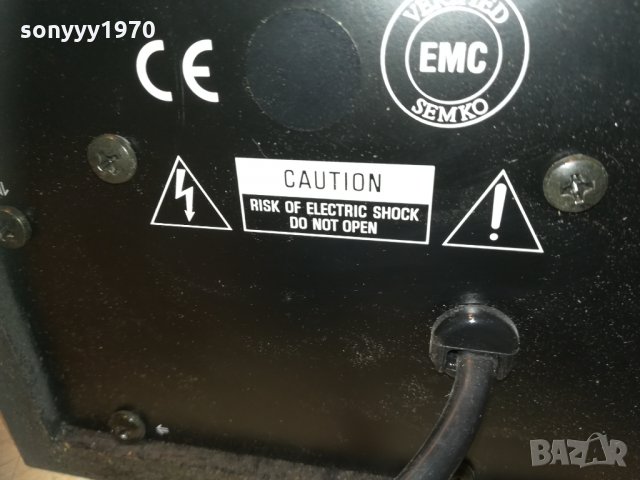 sonyyy1970
CE
VERIFIED
EMC
SEMKO
CAUTION
RISK OF ELECTRIC SHOCK
DO NOT OPEN
BAZAR